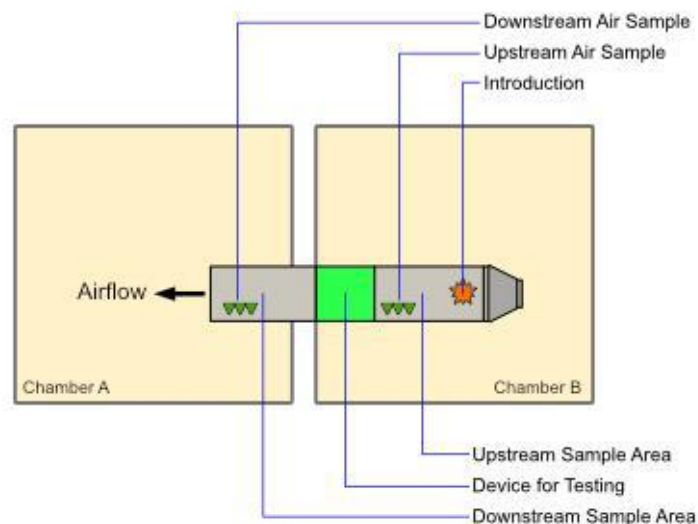 Downstream Air Sample
Upstream Air Sample
Introduction
Airflow
Chamber A
Chamber B
Upstream Sample Area
Device for Testing
Downstream Sample Area